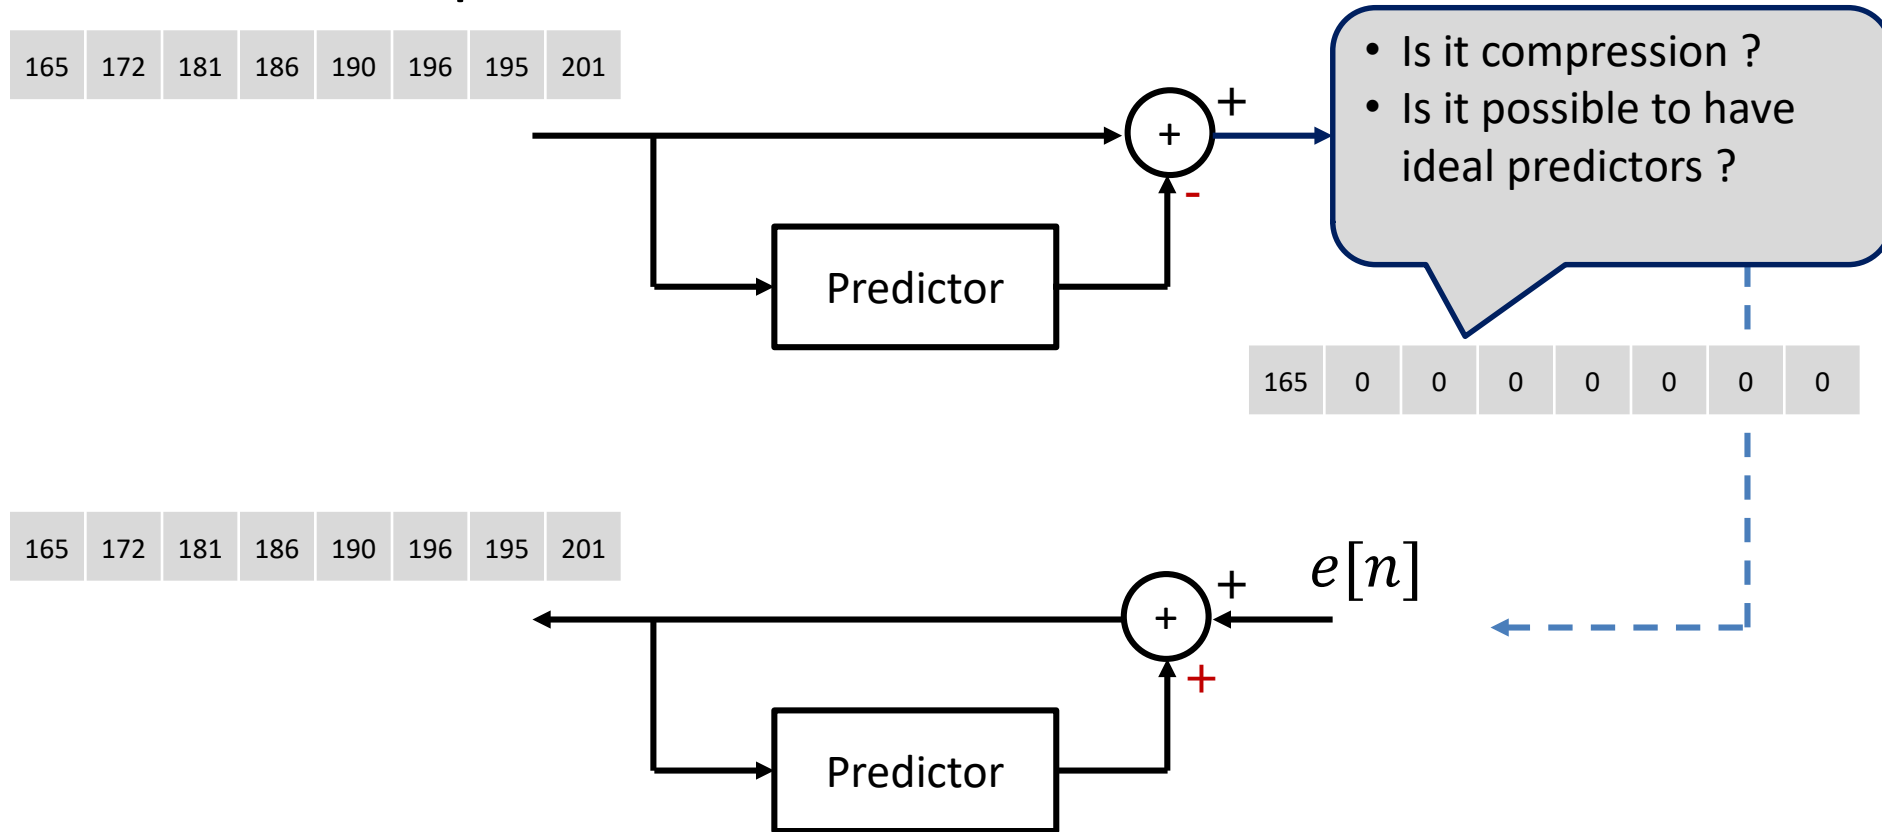 165 172 181 186 190 196 195 201
• Is it compression ?
• Is it possible to have
ideal predictors ?
+
+
-
Predictor
165 0 0 0 0 0 0 0
165 172 181 186 190 196 195 201
e[n]
+
+
+
Predictor